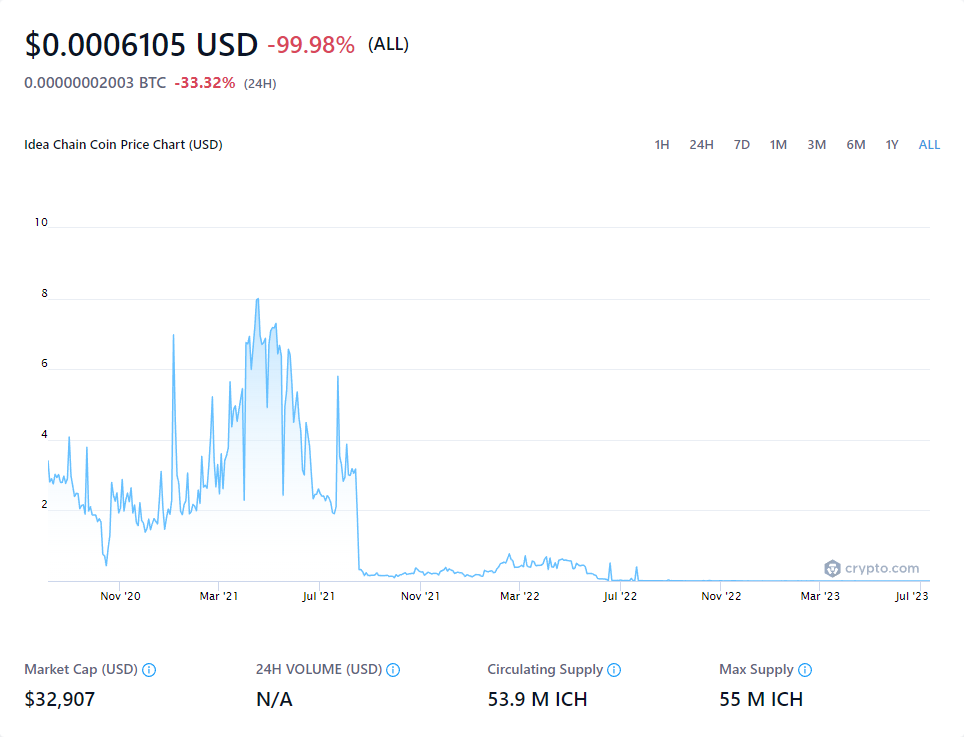 $0.0006105 USD -99.98% (ALL)
0.00000002003 BTC -33.32% (24H)
Idea Chain Coin Price Chart (USD) 1H 24H 7D 1M 3M 6M 1Y ALL
10
8
6
4
2
crypto.com
Nov '20 Mar '21 Jul '21 Nov '21 Mar '22 Jul '22 Nov '22 Mar '23 Jul '23
Market Cap (USD) 24H VOLUME (USD) Circulating Supply Max Supply
$32,907 N/A 53.9 M ICH 55 M ICH